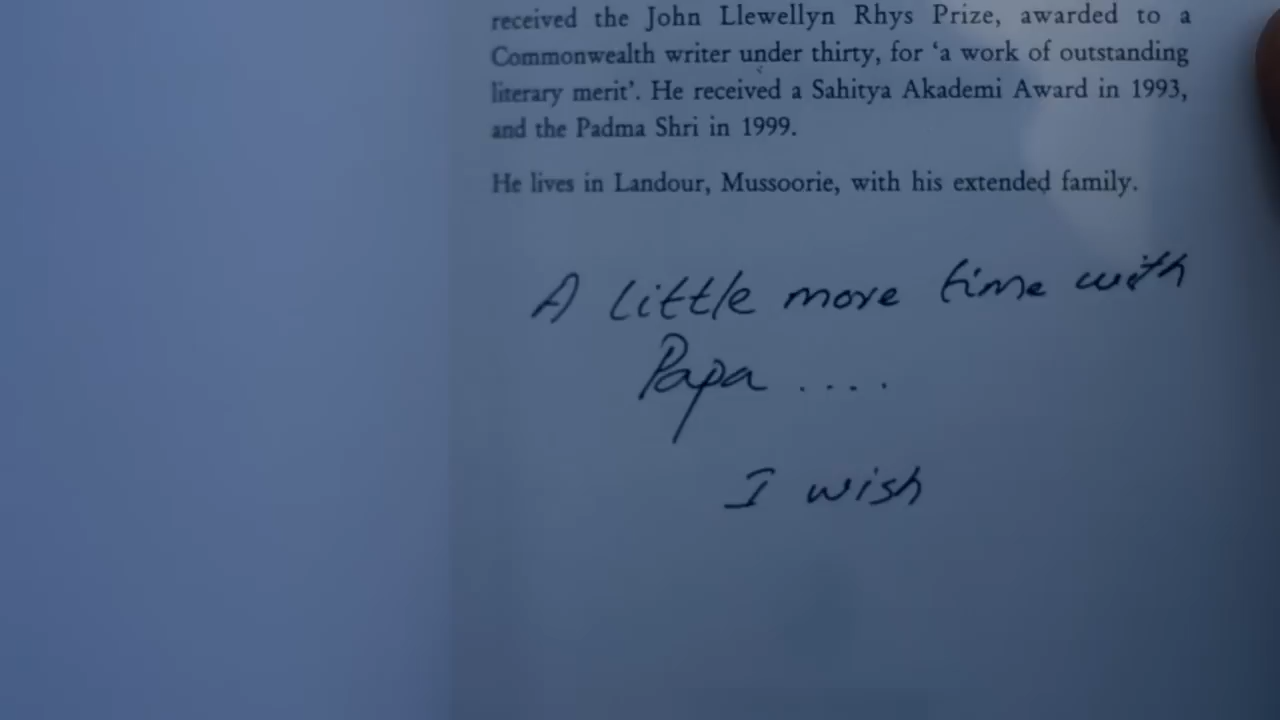 received the John Llewellyn Rhys Prize, awarded to a
Commonwealth writer under thirty, for ‘a work of outstanding
literary merit’. He received a Sahitya Akademi Award in 1993,
and the Padma Shri in 1999.
He lives in Landour, Mussoorie, with his extended family.
A little more time with
Papa ....
I wish